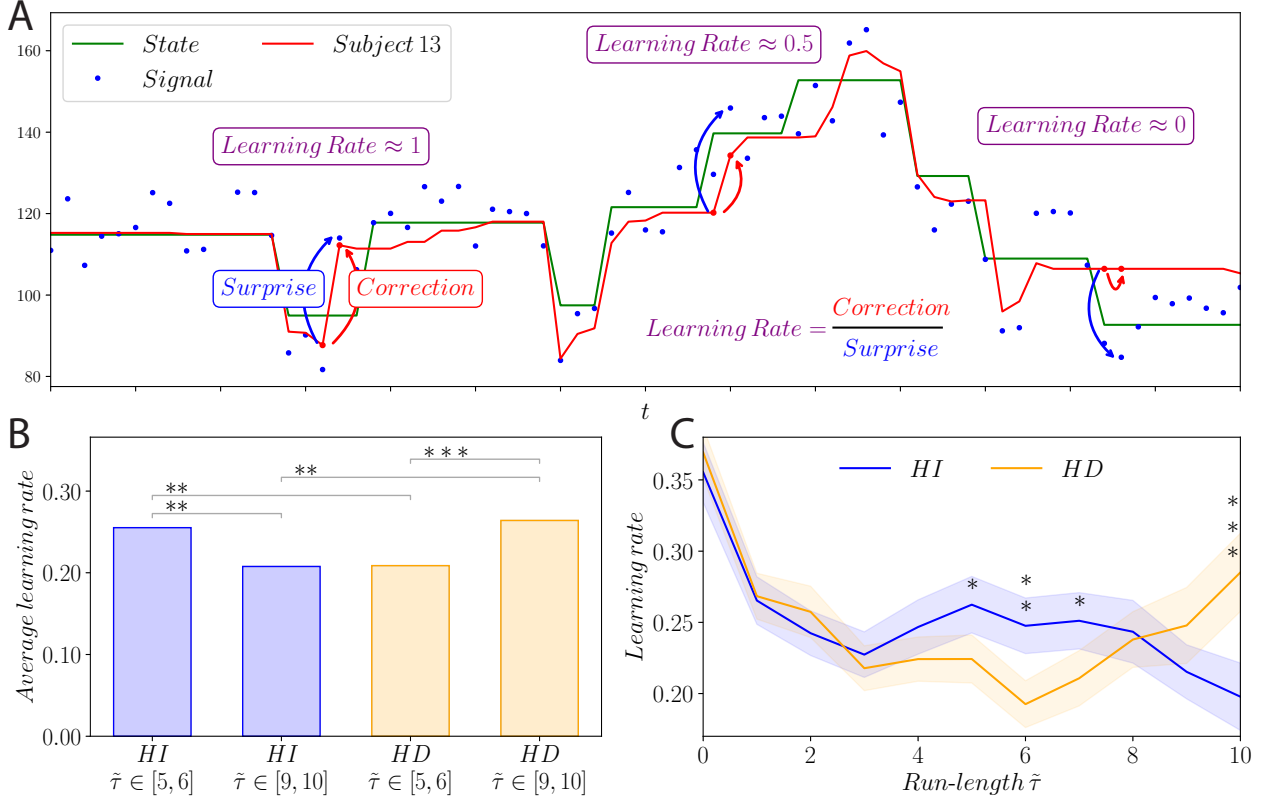 A
State
Signal
Subject 13
Learning Rate ≈ 0.5
Learning Rate ≈ 1
Learning Rate ≈ 0
Surprise
Correction
Learning Rate = Correction
Surprise
160
140
120
100
80
t
B
Average learning rate
0.30
0.20
0.10
0.00
***
**
**
**
HI HI HD HD
τ̃ ∈ [5, 6] τ̃ ∈ [9, 10] τ̃ ∈ [5, 6] τ̃ ∈ [9, 10]
C
HI HD
Learning rate
0.35
0.30
0.25
0.20
*
*
*
*
*
*
*
0 2 4 6 8 10
Run-length τ̃